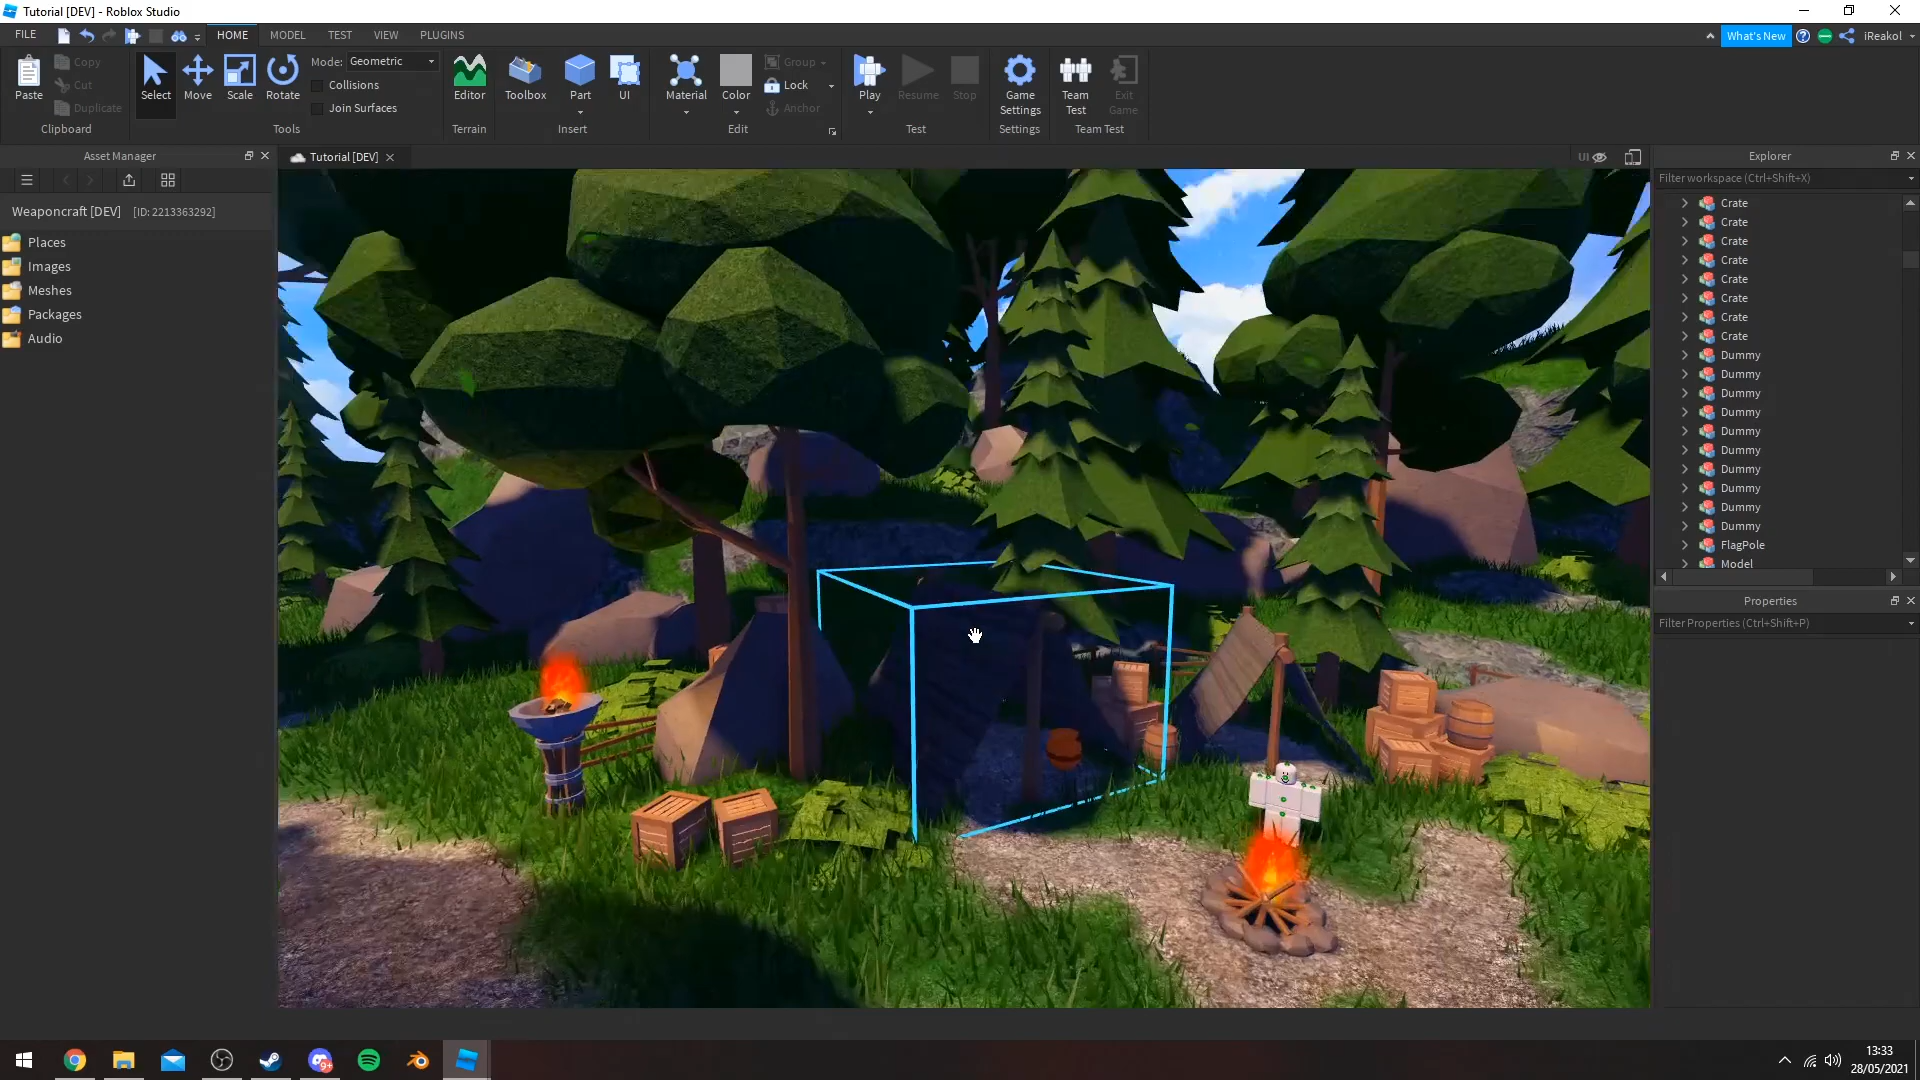 Tutorial [DEV] - Roblox Studio
FILE HOME MODEL TEST VIEW PLUGINS What's New iReakol
Paste Copy Cut Duplicate
Clipboard
Select Move Scale Rotate
Mode: Geometric
Collisions
Join Surfaces
Tools
Editor
Terrain
Toolbox Part UI
Insert
Material Color Group Lock Anchor
Edit
Play Resume Stop
Test
Game Settings
Settings
Team Test Exit Game
Team Test
Asset Manager
Tutorial [DEV]
UI
Weaponcraft [DEV] [ID: 2213363292]
Places
Images
Meshes
Packages
Audio
Explorer
Filter workspace (Ctrl+Shift+X)
Crate
Crate
Crate
Crate
Crate
Crate
Crate
Crate
Dummy
Dummy
Dummy
Dummy
Dummy
Dummy
Dummy
Dummy
Dummy
Dummy
FlagPole
Model
Properties
Filter Properties (Ctrl+Shift+P)
9+
13:33
28/05/2021